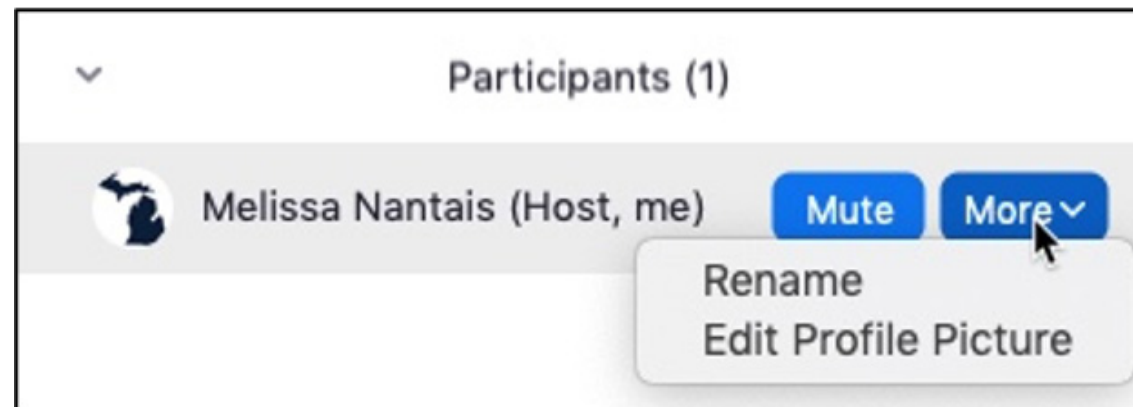 Participants (1)
Melissa Nantais (Host, me) Mute More
Rename
Edit Profile Picture